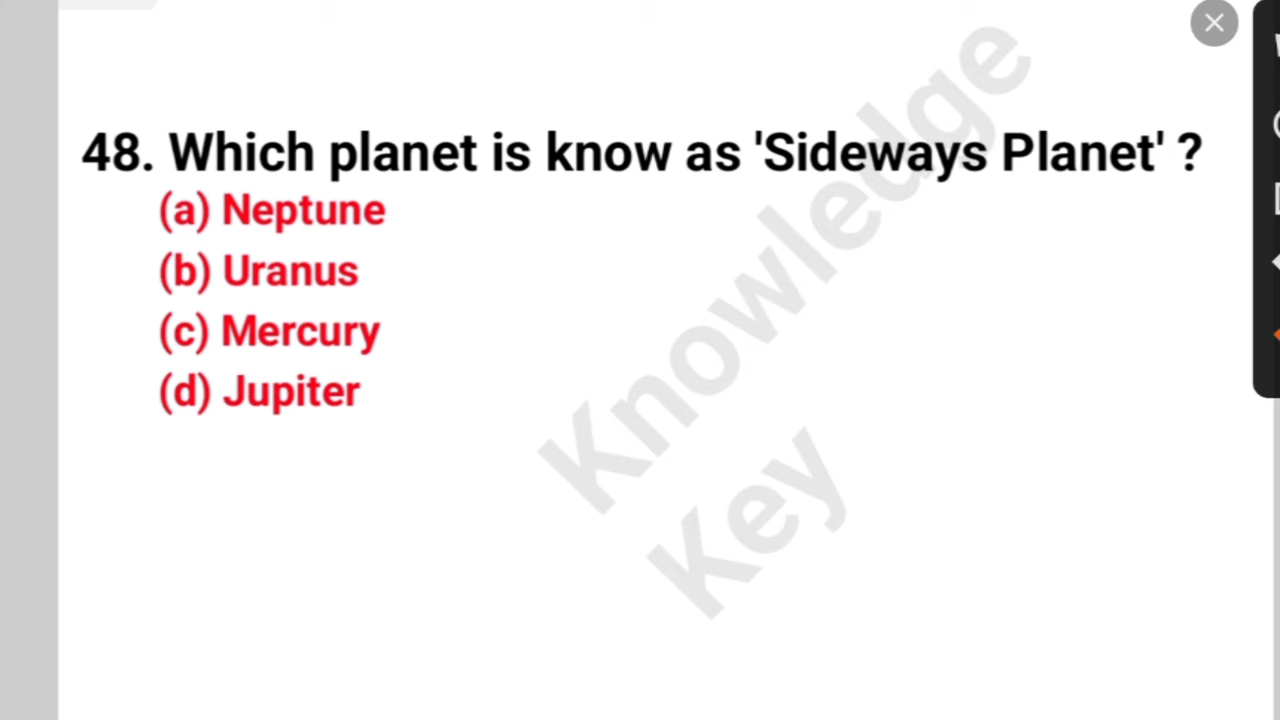 48. Which planet is know as 'Sideways Planet' ?
(a) Neptune
(b) Uranus
(c) Mercury
(d) Jupiter
Knowledge
Key